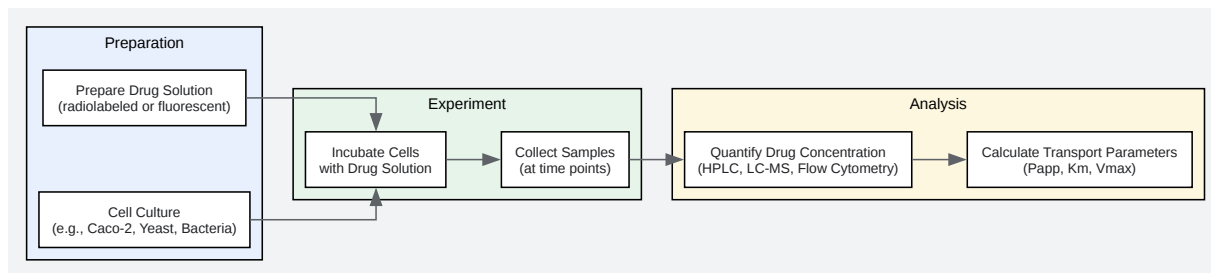 Preparation
Prepare Drug Solution
(radiolabeled or fluorescent)
Cell Culture
(e.g., Caco-2, Yeast, Bacteria)
Experiment
Incubate Cells
with Drug Solution
Collect Samples
(at time points)
Analysis
Quantify Drug Concentration
(HPLC, LC-MS, Flow Cytometry)
Calculate Transport Parameters
(Papp, Km, Vmax)